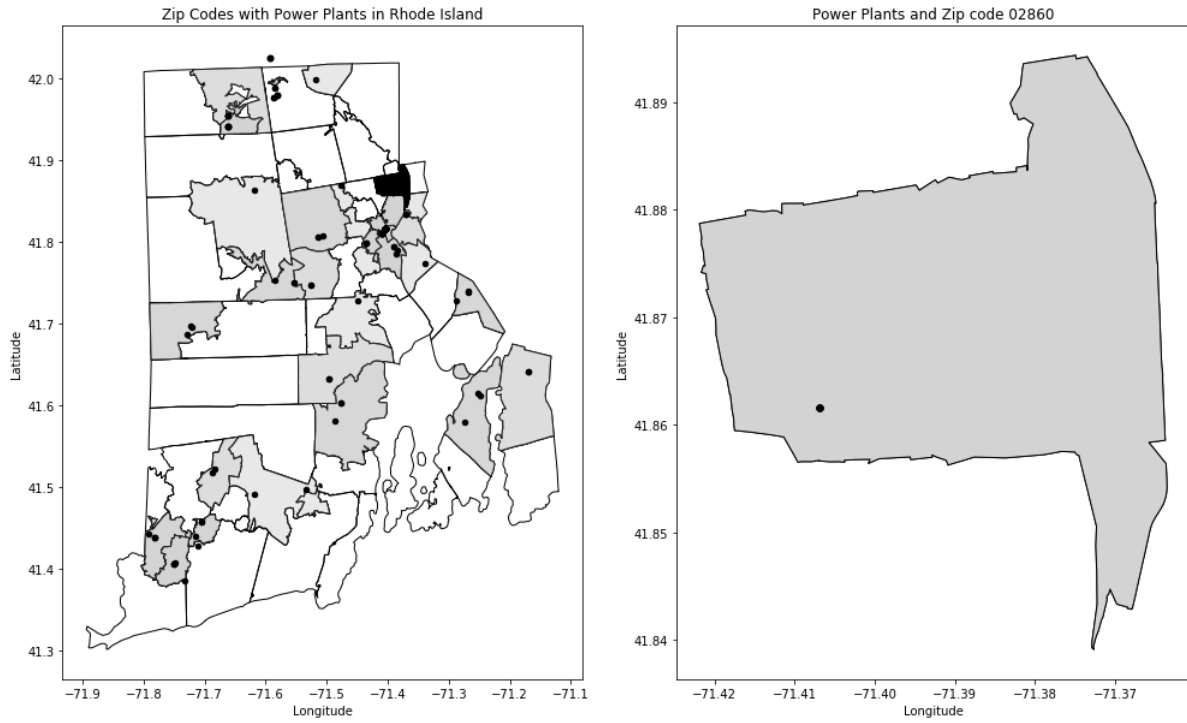 Zip Codes with Power Plants in Rhode Island
42.0
41.9
41.8
41.7
41.6
41.5
41.4
41.3
Latitude
−71.9 −71.8 −71.7 −71.6 −71.5 −71.4 −71.3 −71.2 −71.1
Longitude
Power Plants and Zip code 02860
41.89
41.88
41.87
41.86
41.85
41.84
Latitude
−71.42 −71.41 −71.40 −71.39 −71.38 −71.37
Longitude